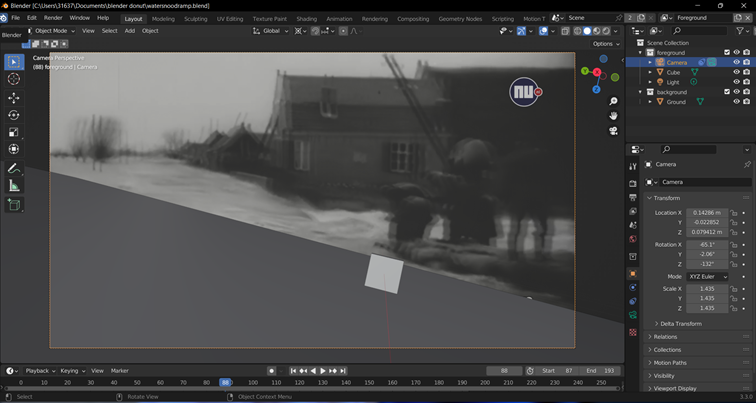 Blender [C:\Users\31637\Documents\blender donut\watersnoodrams.blend]
File Edit Render Window Help Layout Modeling Sculpting UV Editing Texture Paint Shading Animation Rendering Compositing Geometry Nodes Scripting Motion T Scene 2 Foreground
Blender
Object Mode View Select Add Object Global
Options
Camera Perspective
(88) foreground | Camera
nu
X
Y
Z
Scene Collection
foreground
Camera
Cube
Light
background
Ground
Camera
Camera
Transform
Location X 0.14286 m
Y -0.022852
Z 0.079412 m
Rotation X -65.1°
Y -2.06°
Z -132°
Mode XYZ Euler
Scale X 1.435
Y 1.435
Z 1.435
Delta Transform
Relations
Collections
Motion Paths
Visibility
Viewport Display
Playback Keying View Marker 88 Start 87 End 193
0 10 20 30 40 50 60 70 80 88 100 110 120 130 140 150 160 170 180 190 200 210 220 230 240 250
Select Rotate View Object Context Menu 3.2.0